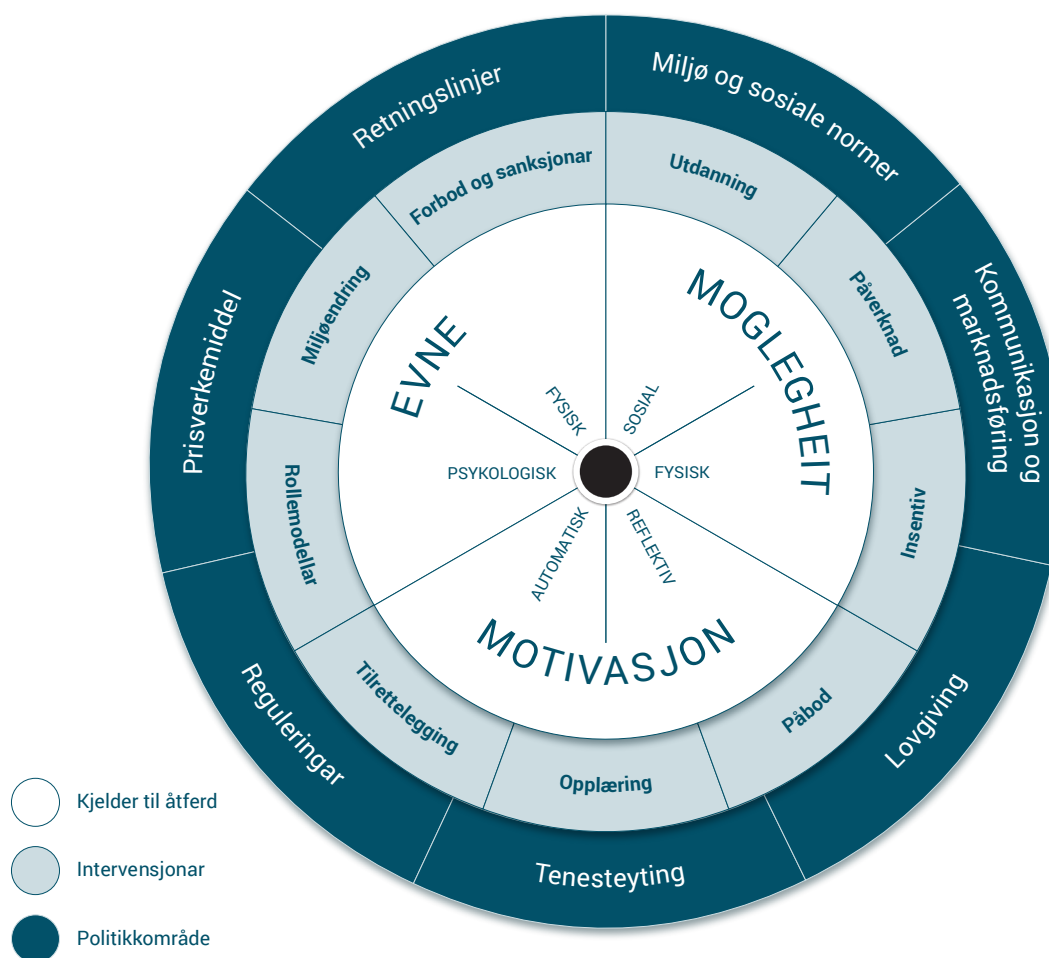 Retningslinjer
Miljø og sosiale normer
Kommunikasjon og
marknadsføring
Lovgiving
Tenesteyting
Reguleringar
Prisverkemiddel
Forbod og sanksjonar
Utdanning
Påverknad
Insentiv
Påbod
Opplæring
Tilrettelegging
Rollemodellar
Miljøendring
EVNE
MOGLEGHEIT
MOTIVASJON
FYSISK
SOSIAL
PSYKOLOGISK
FYSISK
AUTOMATISK
REFLEKTIV
Kjelder til åtferd
Intervensjonar
Politikkområde